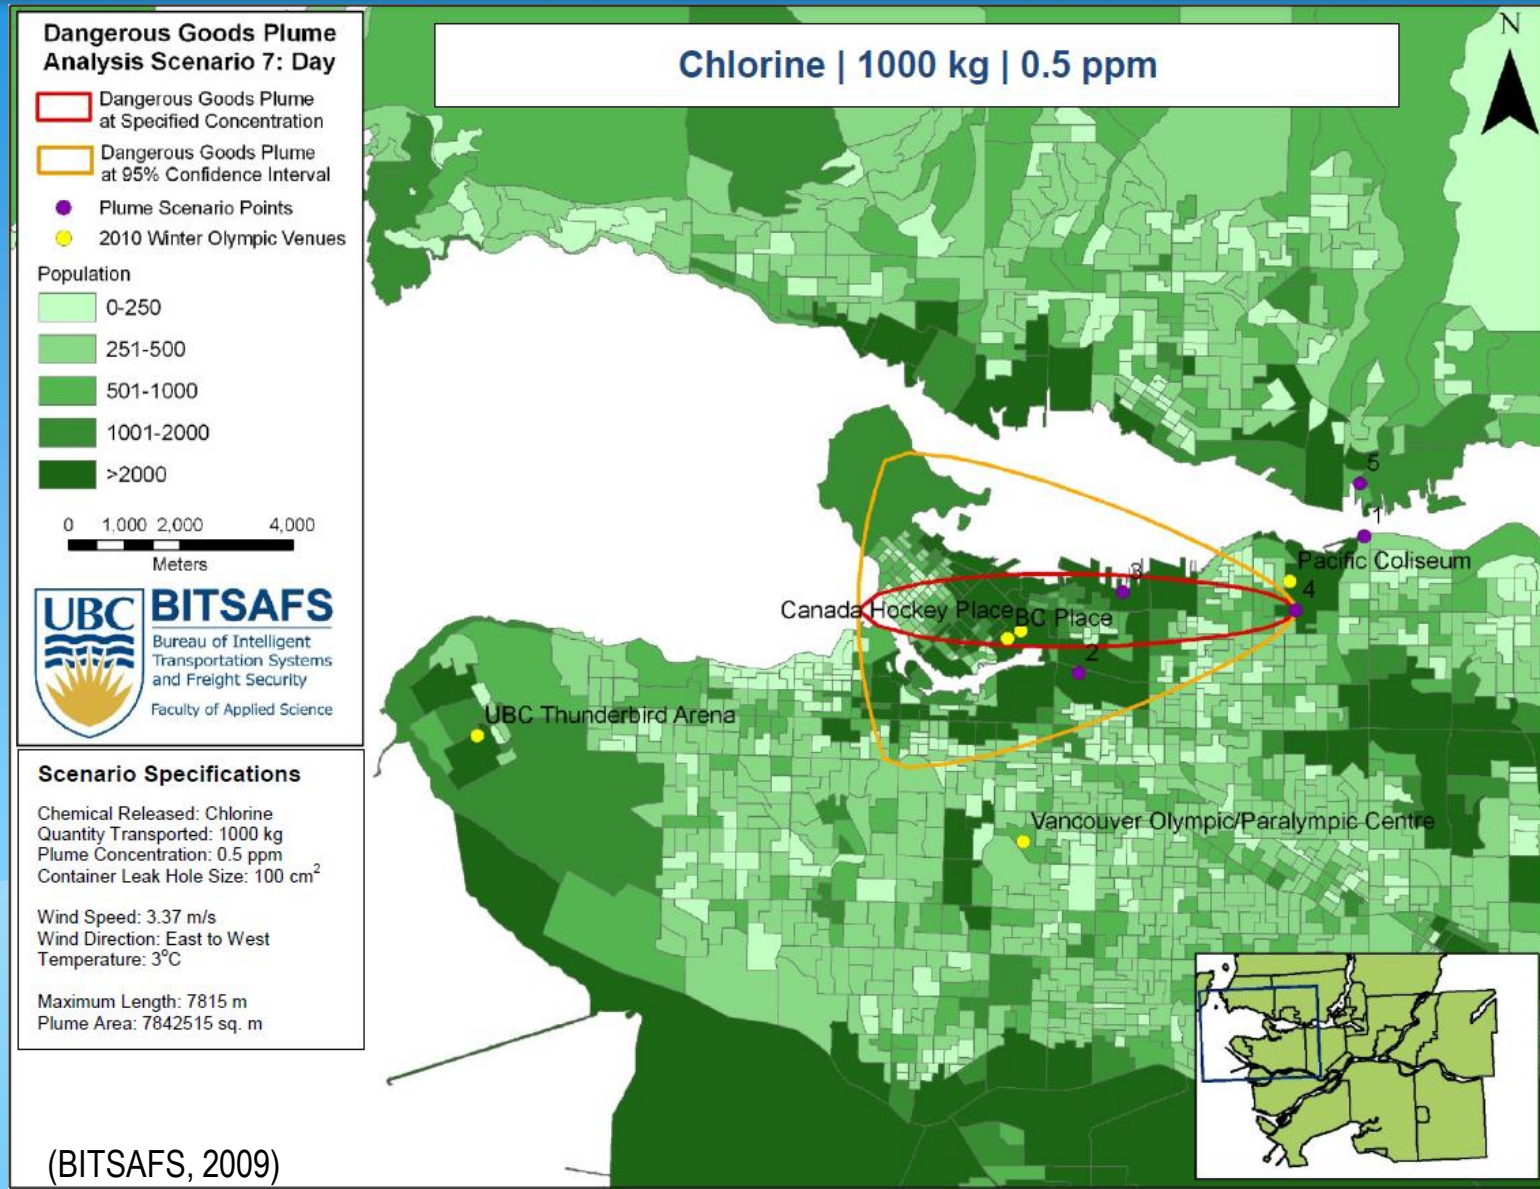 Dangerous Goods Plume
Analysis Scenario 7: Day
Dangerous Goods Plume
at Specified Concentration
Dangerous Goods Plume
at 95% Confidence Interval
Plume Scenario Points
2010 Winter Olympic Venues
Population
0-250
251-500
501-1000
1001-2000
>2000
0 1,000 2,000 4,000
Meters
UBC
BITSAFS
Bureau of Intelligent
Transportation Systems
and Freight Security
Faculty of Applied Science
Scenario Specifications
Chemical Released: Chlorine
Quantity Transported: 1000 kg
Plume Concentration: 0.5 ppm
Container Leak Hole Size: 100 cm²
Wind Speed: 3.37 m/s
Wind Direction: East to West
Temperature: 3°C
Maximum Length: 7815 m
Plume Area: 7842515 sq. m
(BITSAFS, 2009)
Chlorine | 1000 kg | 0.5 ppm
N
5
1
Pacific Coliseum
3
4
Canada Hockey Place
BC Place
2
UBC Thunderbird Arena
Vancouver Olympic/Paralympic Centre